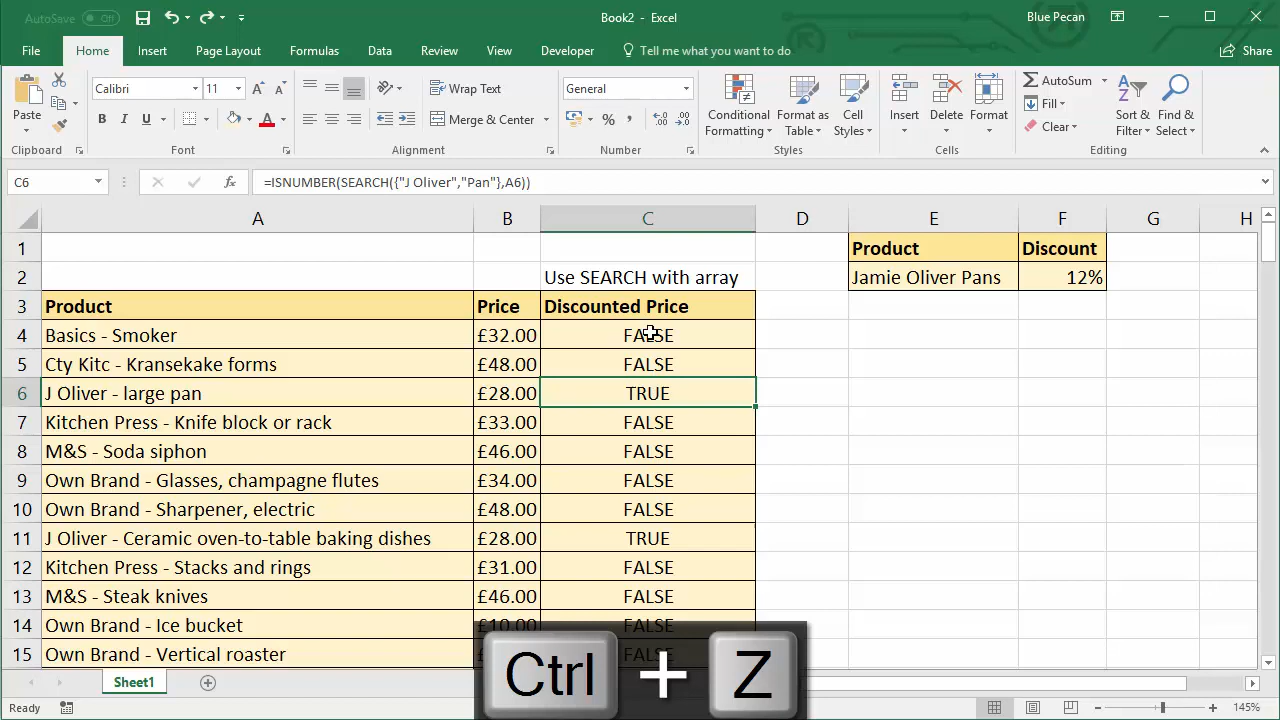 AutoSave Off Book2 - Excel Blue Pecan
File Home Insert Page Layout Formulas Data Review View Developer Tell me what you want to do Share
Calibri 11 Wrap Text General AutoSum
Fill
Paste B I U Merge & Center % , Conditional Format as Cell Insert Delete Format Sort & Find &
Formatting Table Styles Clear Filter Select
Clipboard Font Alignment Number Styles Cells Editing
C6 fx =ISNUMBER(SEARCH({"J Oliver","Pan"},A6))
A B C D E F G H
1 Product Discount
2 Use SEARCH with array Jamie Oliver Pans 12%
3 Product Price Discounted Price
4 Basics - Smoker £32.00 FALSE
5 Cty Kitc - Kransekake forms £48.00 FALSE
6 J Oliver - large pan £28.00 TRUE
7 Kitchen Press - Knife block or rack £33.00 FALSE
8 M&S - Soda siphon £46.00 FALSE
9 Own Brand - Glasses, champagne flutes £34.00 FALSE
10 Own Brand - Sharpener, electric £48.00 FALSE
11 J Oliver - Ceramic oven-to-table baking dishes £28.00 TRUE
12 Kitchen Press - Stacks and rings £31.00 FALSE
13 M&S - Steak knives £46.00 FALSE
14 Own Brand - Ice bucket £10.00 FALSE
15 Own Brand - Vertical roaster
Ctrl + Z
Sheet1
Ready 145%